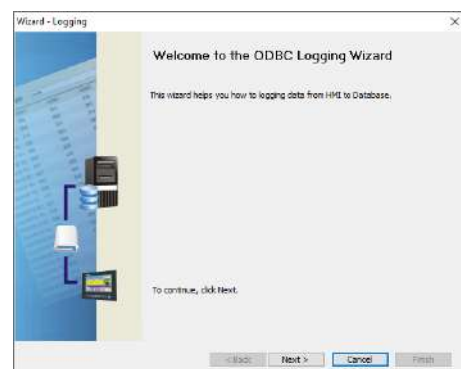 Wizard - Logging
Welcome to the ODBC Logging Wizard
This wizard helps you how to logging data from HMI to Database.
To continue, click Next.
< Back Next > Cancel Finish